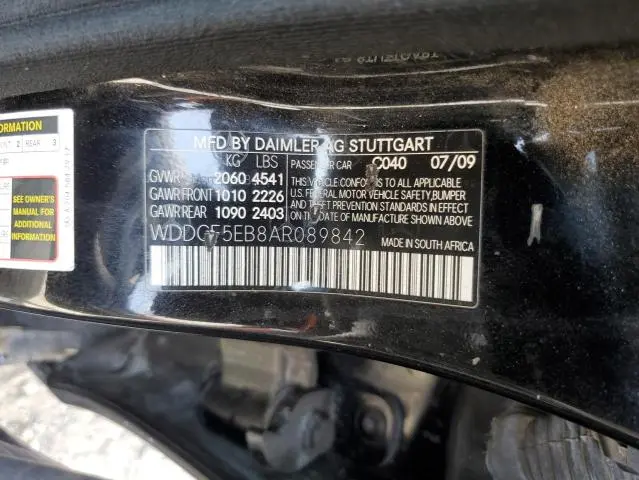 MFD BY DAIMLER AG STUTTGART
KG LBS PASSENGER CAR C040 07/09
GVWR 2060 4541
GAWR FRONT 1010 2226
GAWR REAR 1090 2403
THIS VEHICLE CONFORMS TO ALL APPLICABLE
U.S. FEDERAL MOTOR VEHICLE SAFETY,BUMPER
AND THEFT PREVENTION STANDARDS IN EFFECT
ON THE DATE OF MANUFACTURE SHOWN ABOVE.
WDDGF5EB8AR089842 MADE IN SOUTH AFRICA
ORMATION
NT 2 REAR 3
SEE OWNER'S
MANUAL FOR
ADDITIONAL
INFORMATION